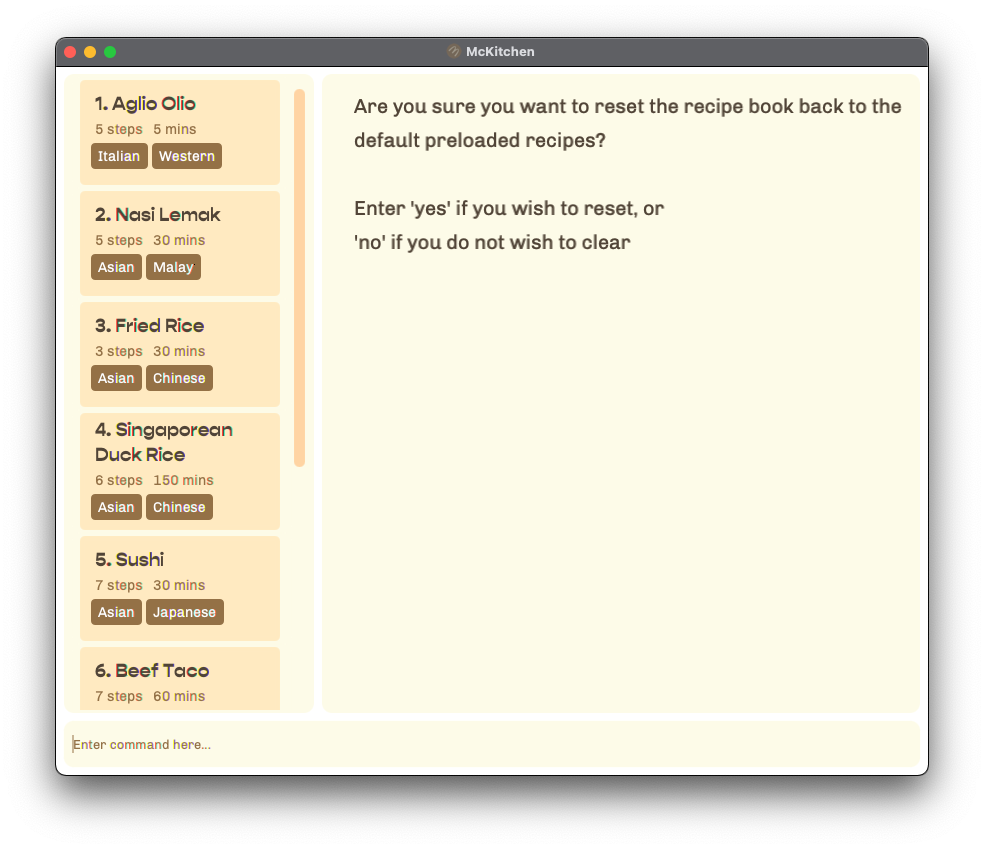 McKitchen
1. Aglio Olio
5 steps 5 mins
Italian Western
2. Nasi Lemak
5 steps 30 mins
Asian Malay
3. Fried Rice
3 steps 30 mins
Asian Chinese
4. Singaporean
Duck Rice
6 steps 150 mins
Asian Chinese
5. Sushi
7 steps 30 mins
Asian Japanese
6. Beef Taco
7 steps 60 mins
Are you sure you want to reset the recipe book back to the
default preloaded recipes?
Enter 'yes' if you wish to reset, or
'no' if you do not wish to clear
Enter command here...